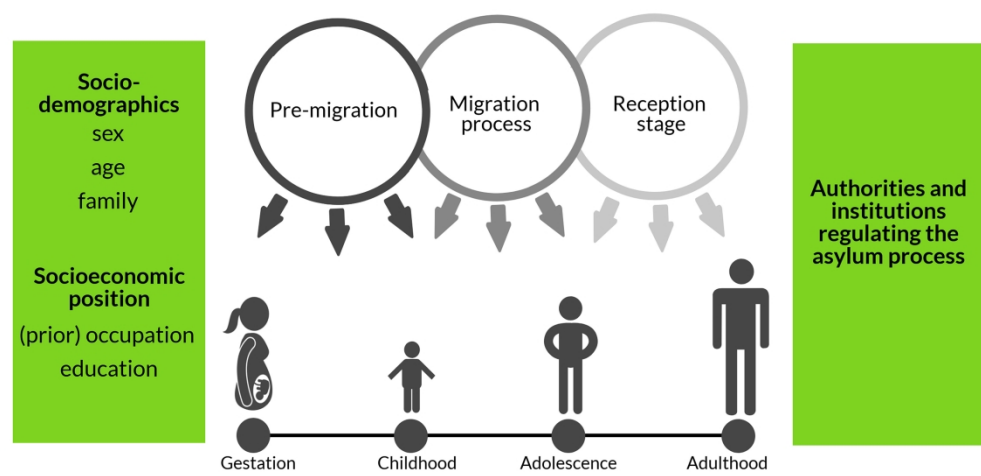 Socio-
demographics
sex
age
family
Socioeconomic
position
(prior) occupation
education
Pre-migration
Migration
process
Reception
stage
Gestation
Childhood
Adolescence
Adulthood
Authorities and
institutions
regulating the
asylum process